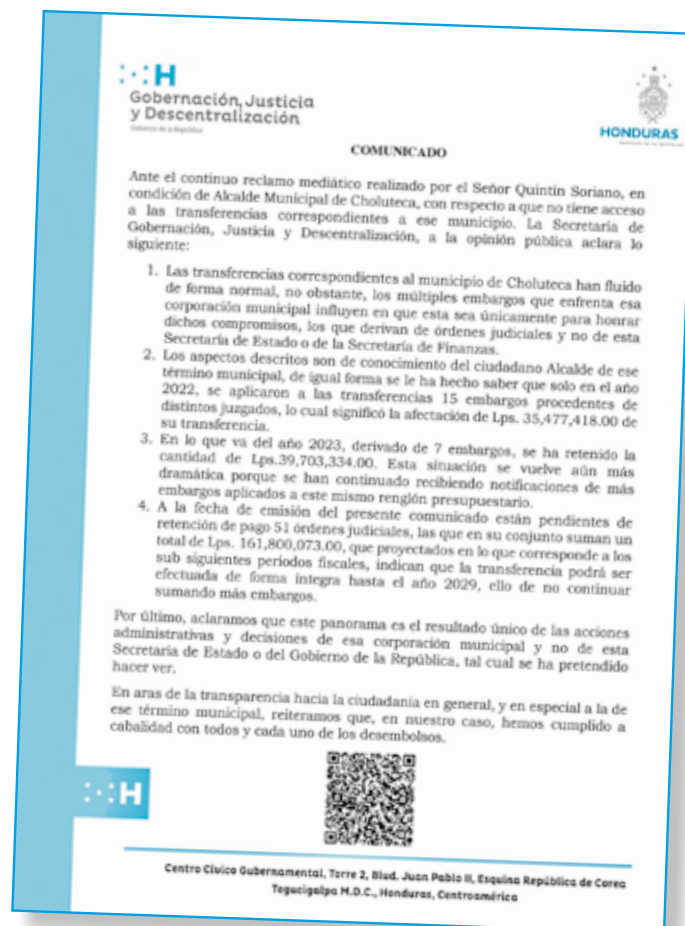 H
Gobernación, Justicia
y Descentralización
Gobierno de la República
HONDURAS
COMUNICADO
Ante el continuo reclamo mediático realizado por el Señor Quintín Soriano, en
condición de Alcalde Municipal de Choluteca, con respecto a que no tiene acceso
a las transferencias correspondientes a ese municipio. La Secretaría de
Gobernación, Justicia y Descentralización, a la opinión pública aclara lo
siguiente:
1. Las transferencias correspondientes al municipio de Choluteca han fluido
de forma normal, no obstante, los múltiples embargos que enfrenta esa
corporación municipal influyen en que esta sea únicamente para honrar
dichos compromisos, los que derivan de órdenes judiciales y no de esta
Secretaría de Estado o de la Secretaría de Finanzas.
2. Los aspectos descritos son de conocimiento del ciudadano Alcalde de ese
término municipal, de igual forma se le ha hecho saber que solo en el año
2022, se aplicaron a las transferencias 15 embargos procedentes de
distintos juzgados, lo cual significó la afectación de Lps. 35,477,418.00 de
su transferencia.
3. En lo que va del año 2023, derivado de 7 embargos, se ha retenido la
cantidad de Lps.39,703,334.00. Esta situación se vuelve aún más
dramática porque se han continuado recibiendo notificaciones de más
embargos aplicados a este mismo renglón presupuestario.
4. A la fecha de emisión del presente comunicado están pendientes de
retención de pago 51 órdenes judiciales, las que en su conjunto suman un
total de Lps. 161,800,073.00, que proyectados en lo que corresponde a los
sub siguientes periodos fiscales, indican que la transferencia podrá ser
efectuada de forma íntegra hasta el año 2029, ello de no continuar
sumando más embargos.
Por último, aclaramos que este panorama es el resultado único de las acciones
administrativas y decisiones de esa corporación municipal y no de esta
Secretaría de Estado o del Gobierno de la República, tal cual se ha pretendido
hacer ver.
En aras de la transparencia hacia la ciudadanía en general, y en especial a la de
ese término municipal, reiteramos que, en nuestro caso, hemos cumplido a
cabalidad con todos y cada uno de los desembolsos.
H
Centro Cívico Gubernamental, Torre 2, Blvd. Juan Pablo II, Esquina República de Corea
Tegucigalpa M.D.C., Honduras, Centroamérica